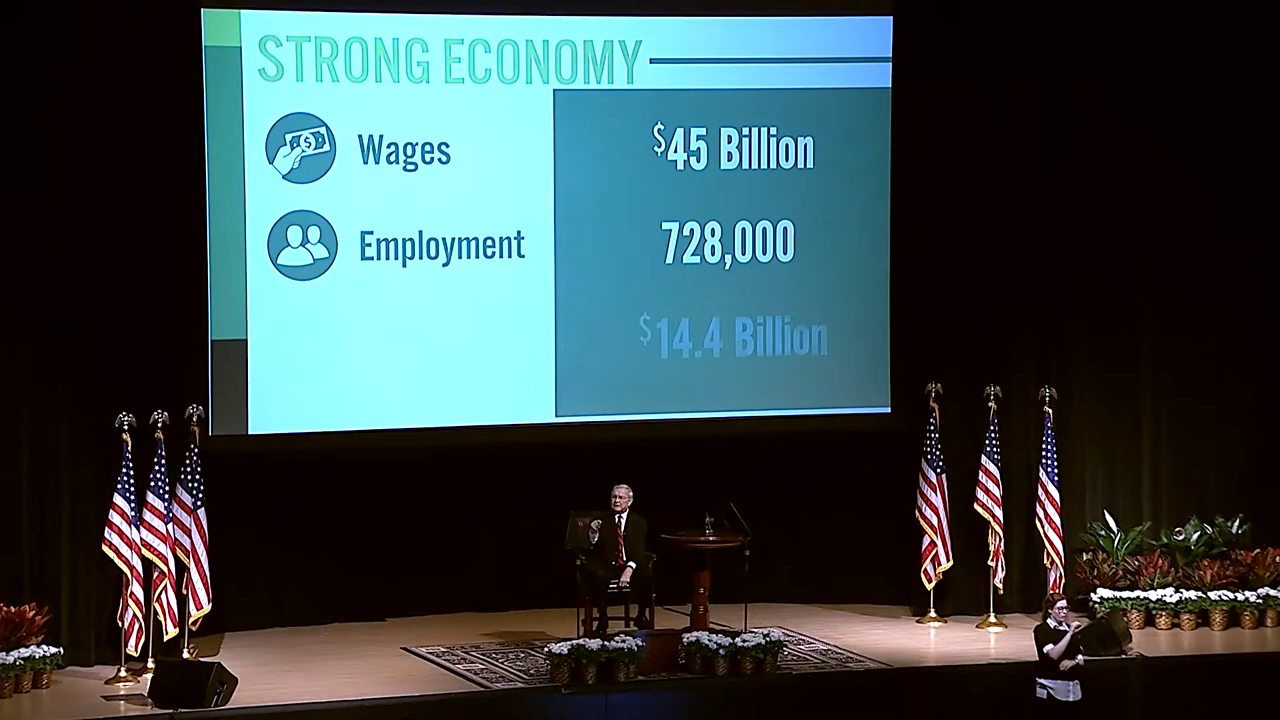 STRONG ECONOMY
Wages
$45 Billion
Employment
728,000
$14.4 Billion